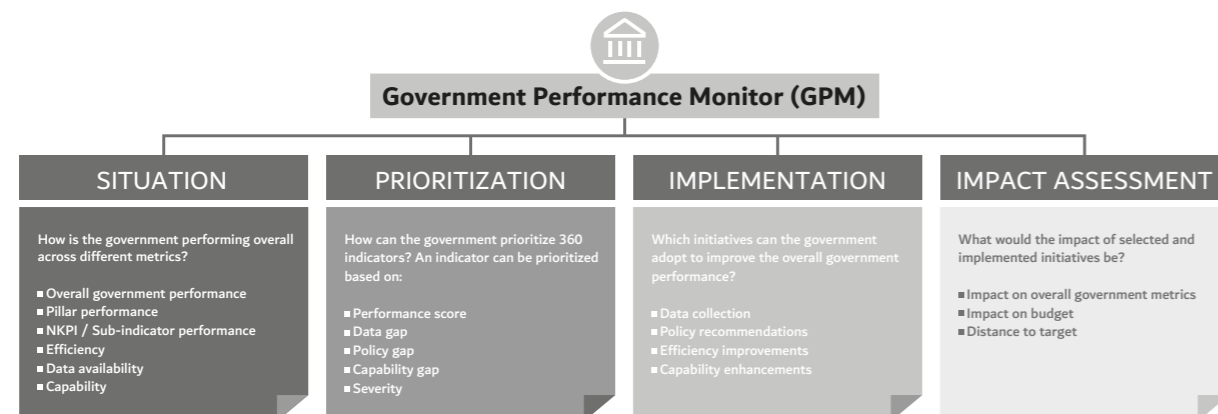 Government Performance Monitor (GPM)
SITUATION
How is the government performing overall
across different metrics?
▪ Overall government performance
▪ Pillar performance
▪ NKPI / Sub-indicator performance
▪ Efficiency
▪ Data availability
▪ Capability
PRIORITIZATION
How can the government prioritize 360
indicators? An indicator can be prioritized
based on:
▪ Performance score
▪ Data gap
▪ Policy gap
▪ Capability gap
▪ Severity
IMPLEMENTATION
Which initiatives can the government
adopt to improve the overall government
performance?
▪ Data collection
▪ Policy recommendations
▪ Efficiency improvements
▪ Capability enhancements
IMPACT ASSESSMENT
What would the impact of selected and
implemented initiatives be?
▪ Impact on overall government metrics
▪ Impact on budget
▪ Distance to target